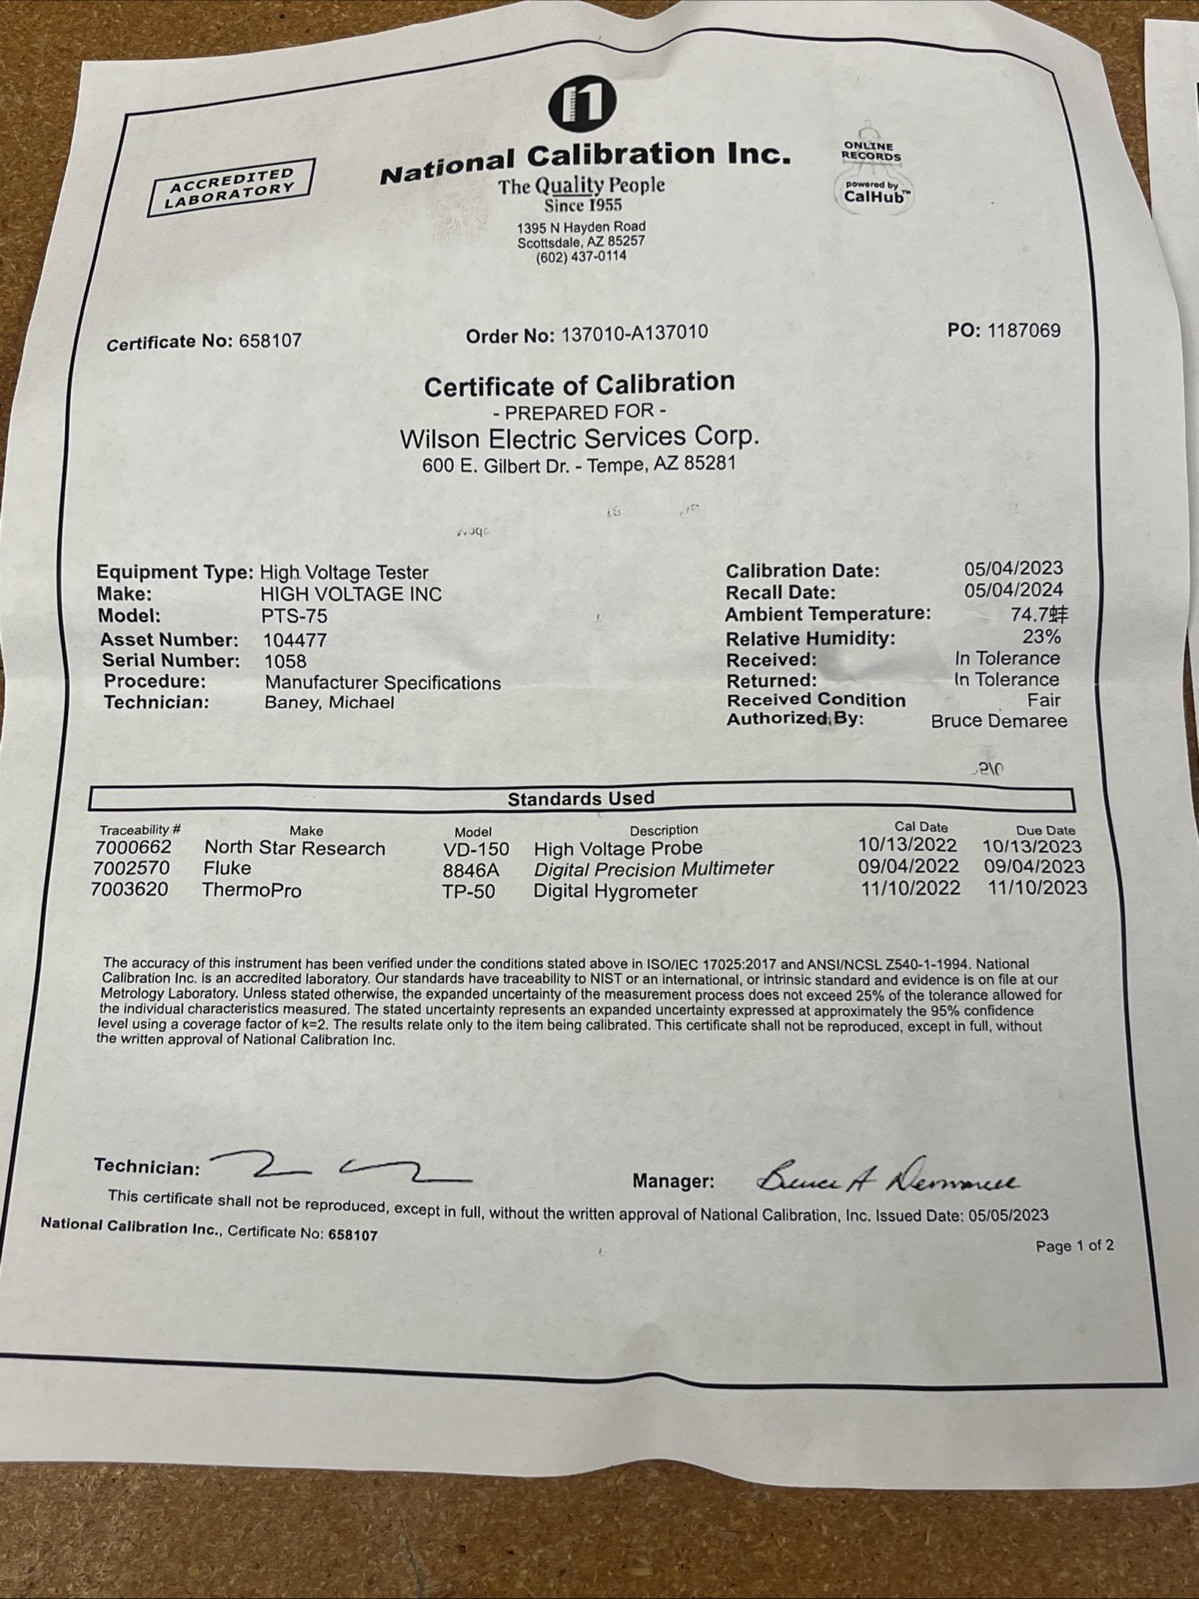 1
National Calibration Inc.
The Quality People
Since 1955
1395 N Hayden Road
Scottsdale, AZ 85257
(602) 437-0114
ACCREDITED
LABORATORY
ONLINE
RECORDS
powered by
CalHub™
Certificate No: 658107 Order No: 137010-A137010 PO: 1187069
Certificate of Calibration
- PREPARED FOR -
Wilson Electric Services Corp.
600 E. Gilbert Dr. - Tempe, AZ 85281
Equipment Type: High Voltage Tester
Make: HIGH VOLTAGE INC
Model: PTS-75
Asset Number: 104477
Serial Number: 1058
Procedure: Manufacturer Specifications
Technician: Baney, Michael
Calibration Date: 05/04/2023
Recall Date: 05/04/2024
Ambient Temperature: 74.7蚌
Relative Humidity: 23%
Received: In Tolerance
Returned: In Tolerance
Received Condition Fair
Authorized By: Bruce Demaree
Standards Used
Traceability # Make Model Description Cal Date Due Date
7000662 North Star Research VD-150 High Voltage Probe 10/13/2022 10/13/2023
7002570 Fluke 8846A Digital Precision Multimeter 09/04/2022 09/04/2023
7003620 ThermoPro TP-50 Digital Hygrometer 11/10/2022 11/10/2023
The accuracy of this instrument has been verified under the conditions stated above in ISO/IEC 17025:2017 and ANSI/NCSL Z540-1-1994. National
Calibration Inc. is an accredited laboratory. Our standards have traceability to NIST or an international, or intrinsic standard and evidence is on file at our
Metrology Laboratory. Unless stated otherwise, the expanded uncertainty of the measurement process does not exceed 25% of the tolerance allowed for
the individual characteristics measured. The stated uncertainty represents an expanded uncertainty expressed at approximately the 95% confidence
level using a coverage factor of k=2. The results relate only to the item being calibrated. This certificate shall not be reproduced, except in full, without
the written approval of National Calibration Inc.
Technician:
Manager: Bruce A Demaree
This certificate shall not be reproduced, except in full, without the written approval of National Calibration, Inc. Issued Date: 05/05/2023
National Calibration Inc., Certificate No: 658107
Page 1 of 2